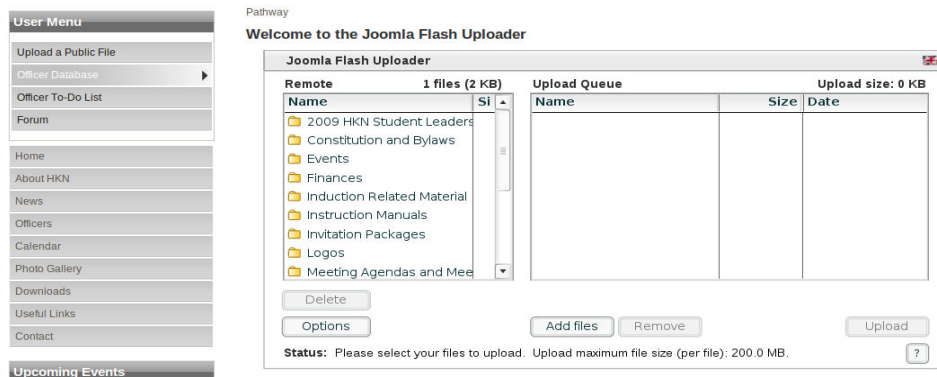 User Menu
Upload a Public File
Officer Database
Officer To-Do List
Forum
Home
About HKN
News
Officers
Calendar
Photo Gallery
Downloads
Useful Links
Contact
Upcoming Events
Pathway
Welcome to the Joomla Flash Uploader
Joomla Flash Uploader
Remote 1 files (2 KB)
Name Si
2009 HKN Student Leaders
Constitution and Bylaws
Events
Finances
Induction Related Material
Instruction Manuals
Invitation Packages
Logos
Meeting Agendas and Mee
Delete
Options
Upload Queue Upload size: 0 KB
Name Size Date
Add files Remove Upload
Status: Please select your files to upload. Upload maximum file size (per file): 200.0 MB.
?